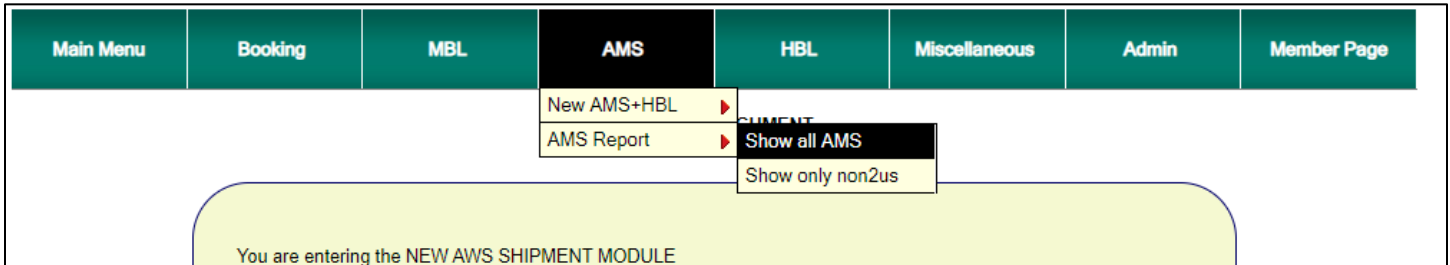 Main Menu Booking MBL AMS HBL Miscellaneous Admin Member Page
New AMS+HBL
AMS Report Show all AMS
Show only non2us
You are entering the NEW AWS SHIPMENT MODULE